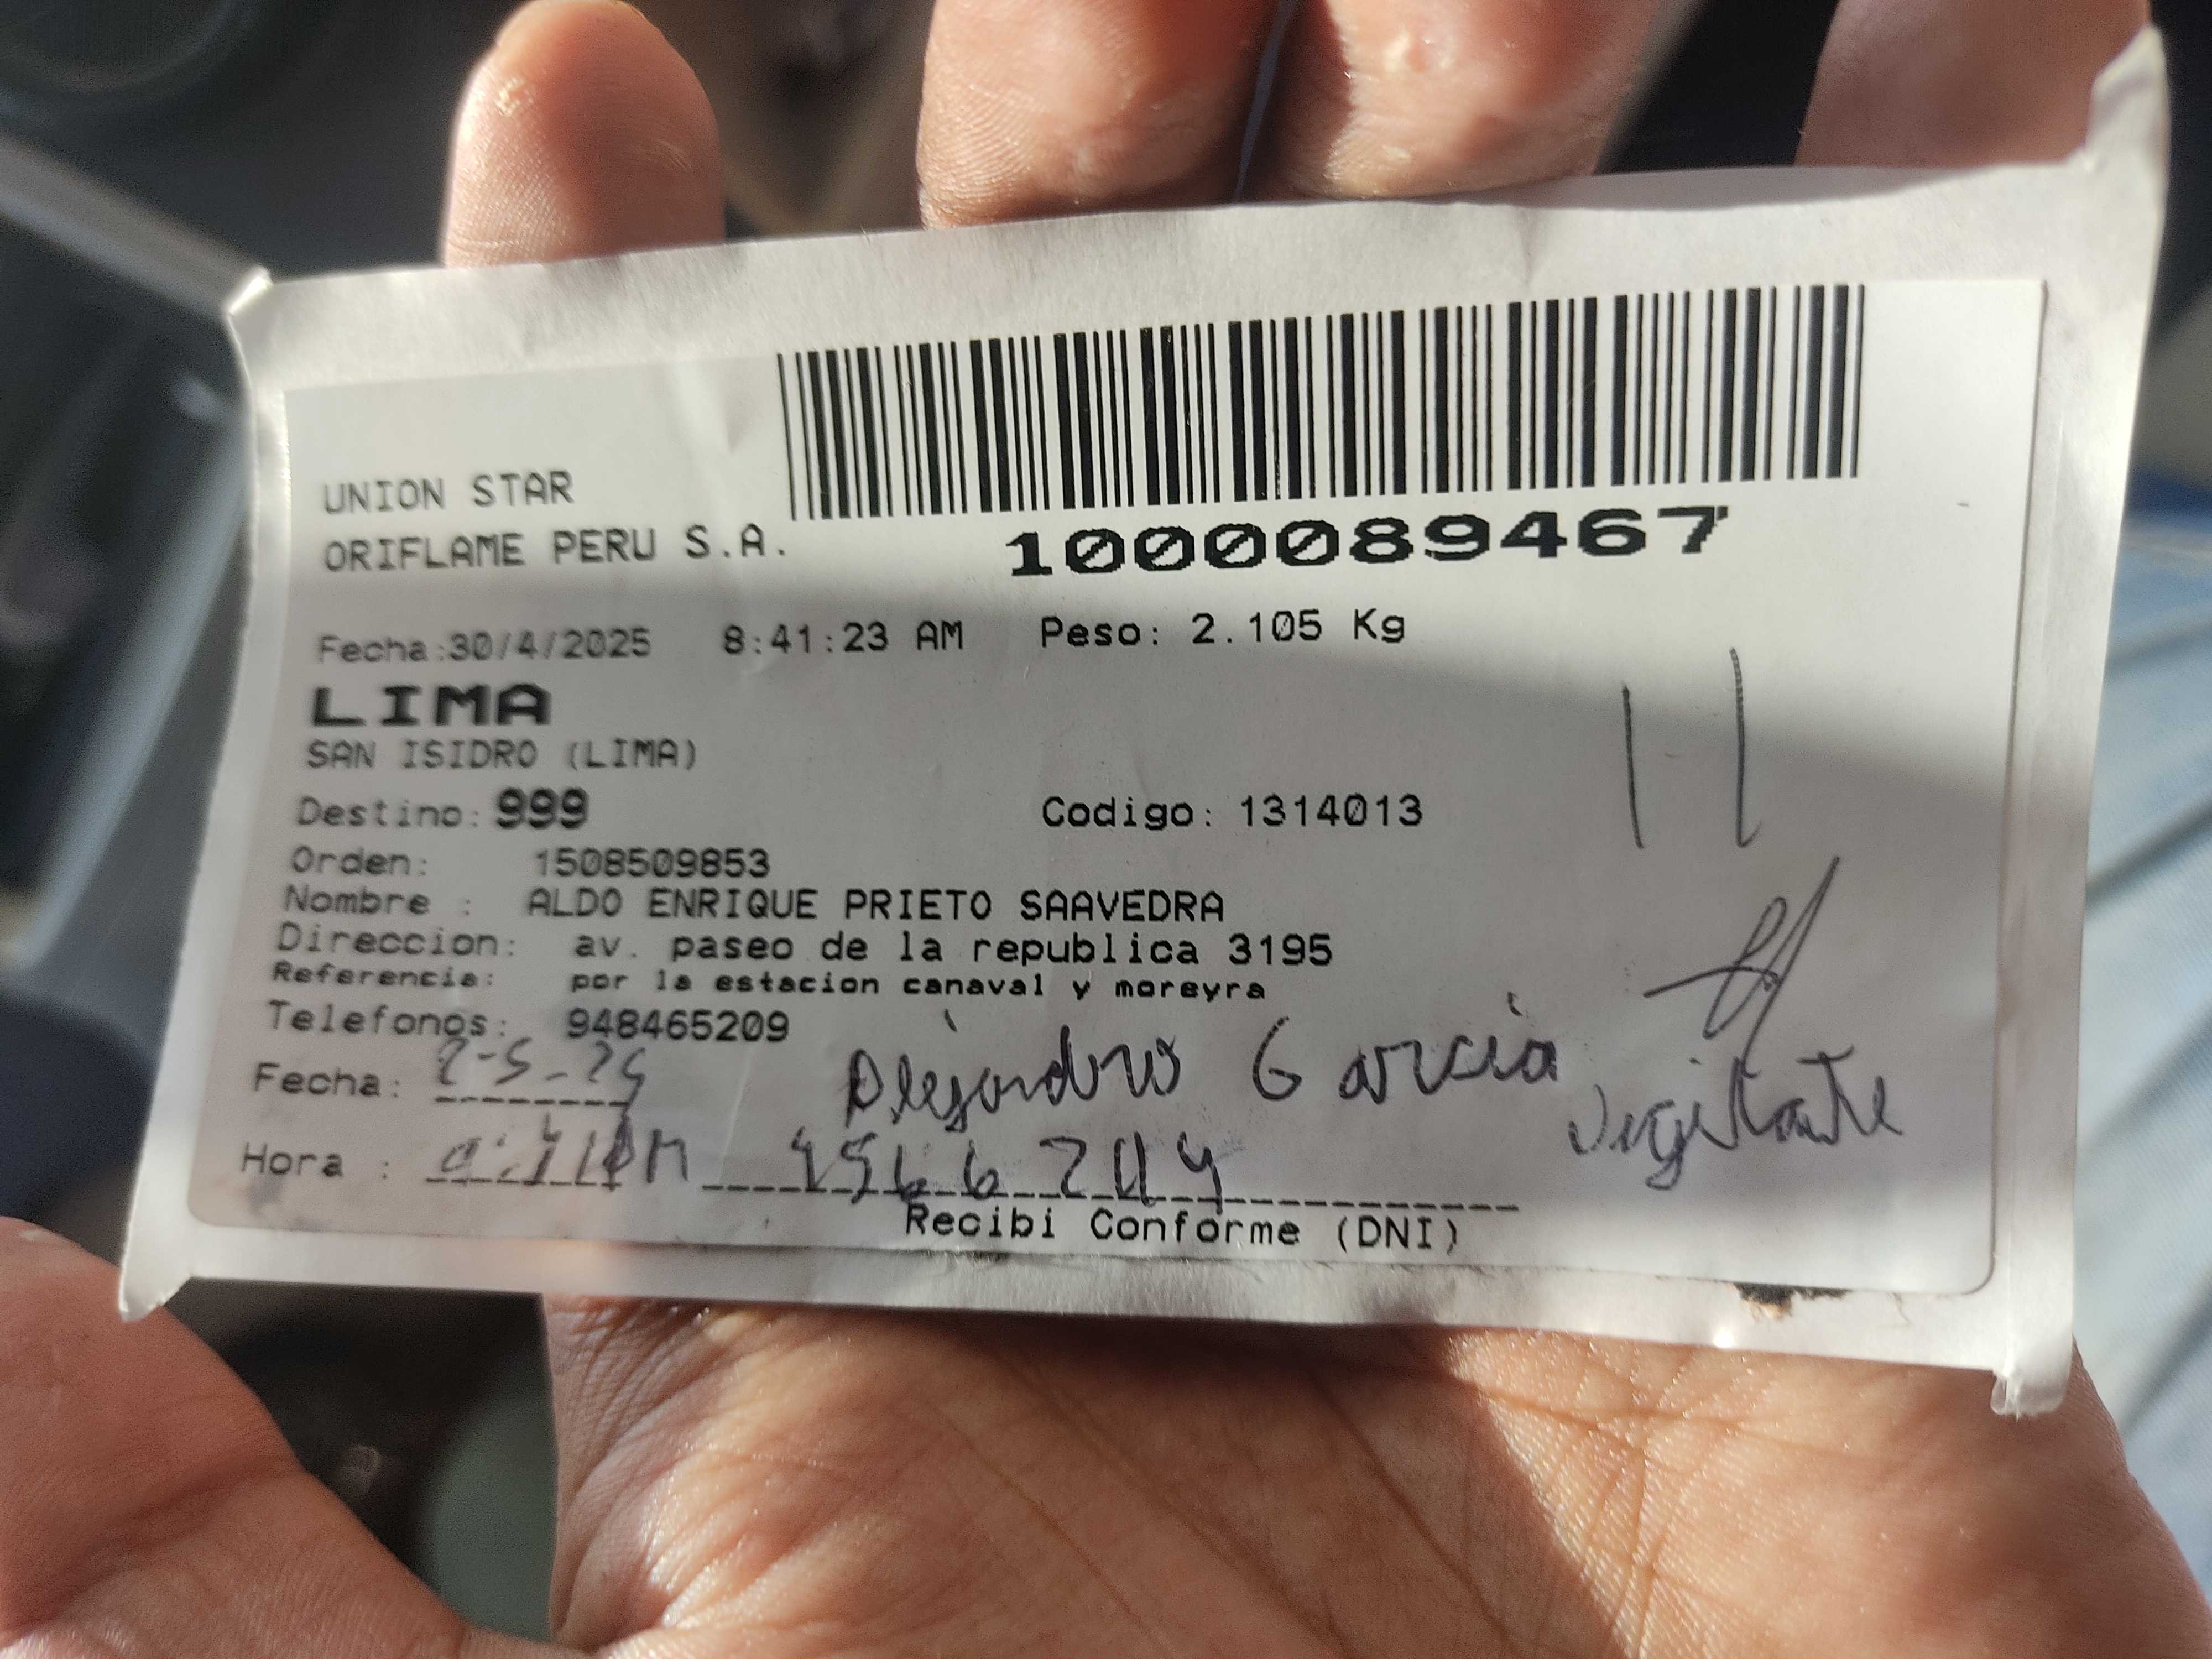 UNION STAR
ORIFLAME PERU S.A.
1000089467
Fecha:30/4/2025 8:41:23 AM Peso: 2.105 Kg
LIMA
SAN ISIDRO (LIMA)
Destino: 999 Codigo: 1314013
Orden: 1508509853
Nombre : ALDO ENRIQUE PRIETO SAAVEDRA
Direccion: av. paseo de la republica 3195
Referencia: por la estacion canaval y moreyra
Telefonos: 948465209
Fecha: Alejandro Garcia
Vigilante
Hora :
Recibi Conforme (DNI)